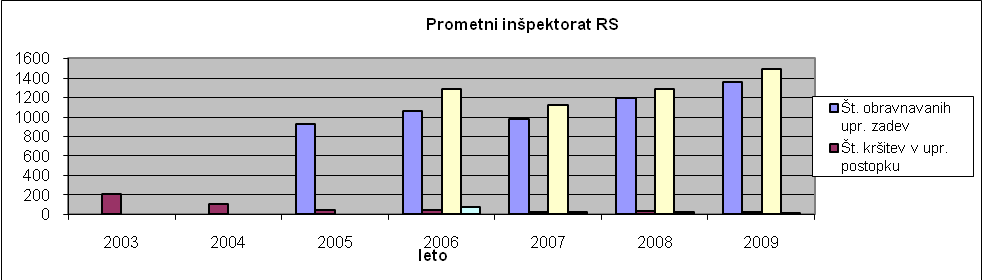 Prometni inšpektorat RS
1600
1400
1200
1000
800
600
400
200
0
2003 2004 2005 2006 2007 2008 2009
leto
Št. obravnavanih
upr. zadev
Št. kršitev v upr.
postopku